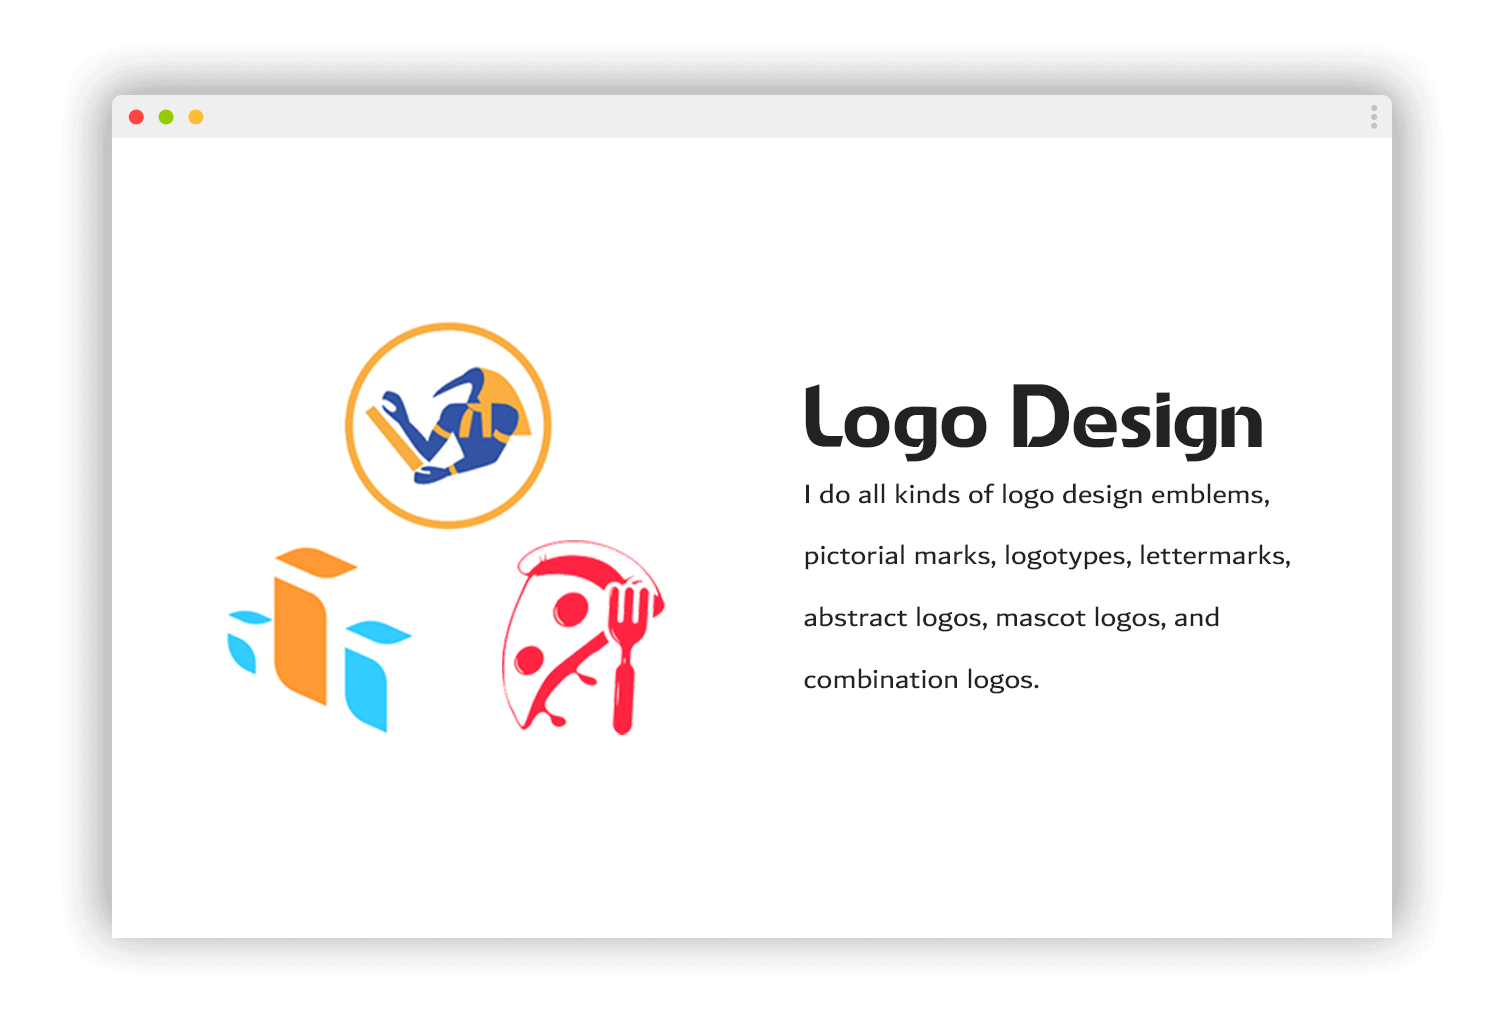 Logo Design
I do all kinds of logo design emblems,
pictorial marks, logotypes, lettermarks,
abstract logos, mascot logos, and
combination logos.